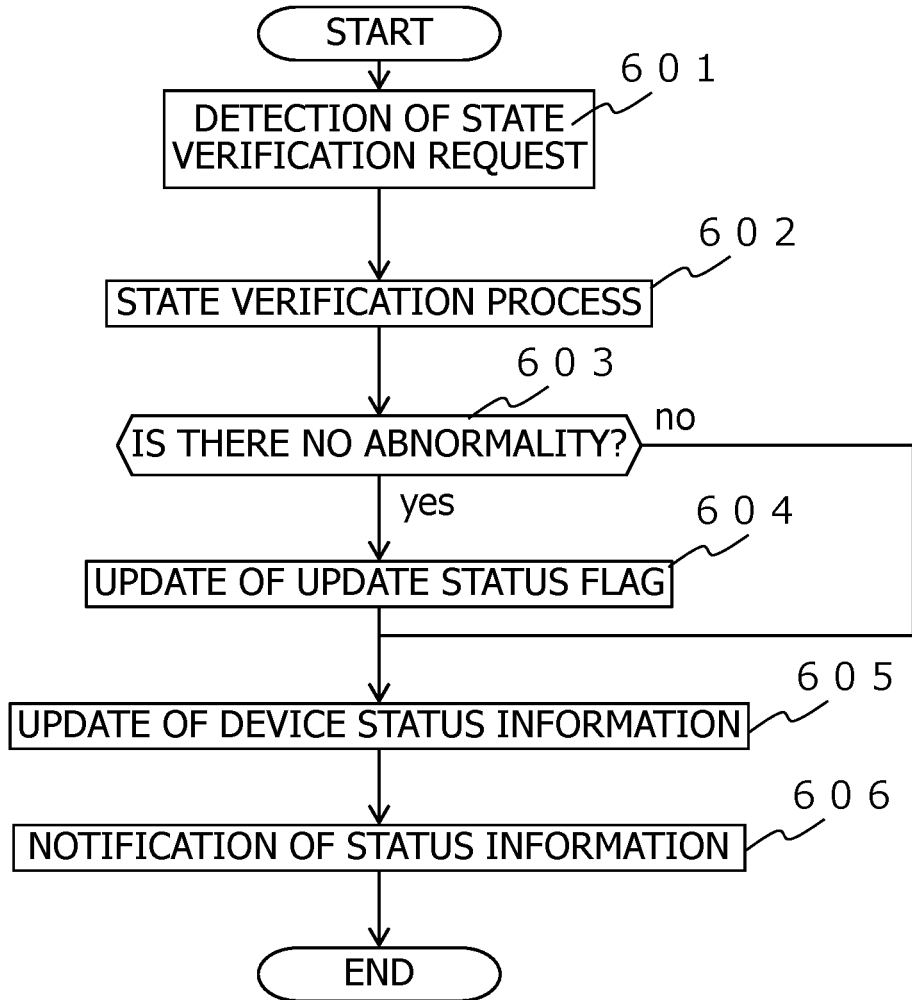 START
601
DETECTION OF STATE
VERIFICATION REQUEST
602
STATE VERIFICATION PROCESS
603
IS THERE NO ABNORMALITY?
no
yes
604
UPDATE OF UPDATE STATUS FLAG
605
UPDATE OF DEVICE STATUS INFORMATION
606
NOTIFICATION OF STATUS INFORMATION
END